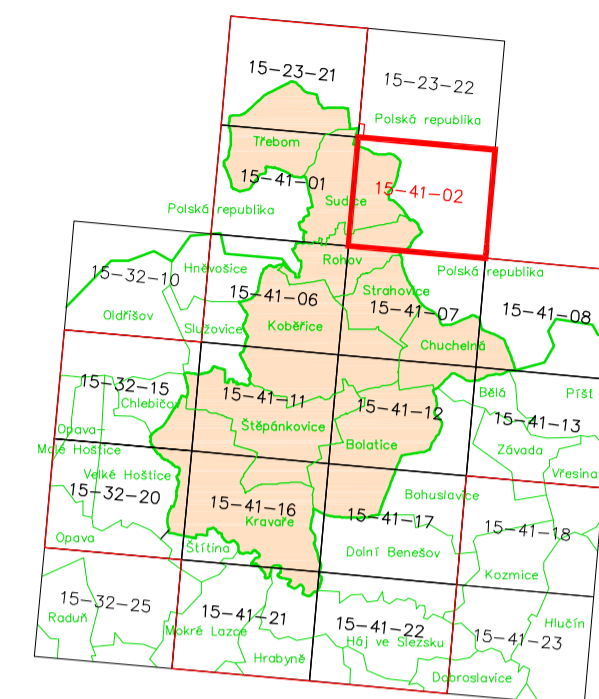 15-23-21
15-23-22
Polská republika
Třebom
15-41-01
15-41-02
Sudice
Polská republika
Rohov
Polská republika
Hněvošice
15-32-10
Strahovice
15-41-06
15-41-07
15-41-08
Oldřišov
Služovice
Kobeřice
Chuchelná
15-32-15
Bělá
Píšť
Chlebičov
15-41-11
15-41-12
15-41-13
Štěpánkovice
Opava-
Bolatice
Závada
Malé Hoštice
Velké Hoštice
Vřesina
15-32-20
Bohuslavice
15-41-16
Kravaře
15-41-17
15-41-18
Opava
Štítina
Dolní Benešov
Kozmice
15-32-25
15-41-21
Raduň
Mokré Lazce
15-41-22
Hlučín
Háj ve Slezsku
15-41-23
Hrabyně
Dobroslavice